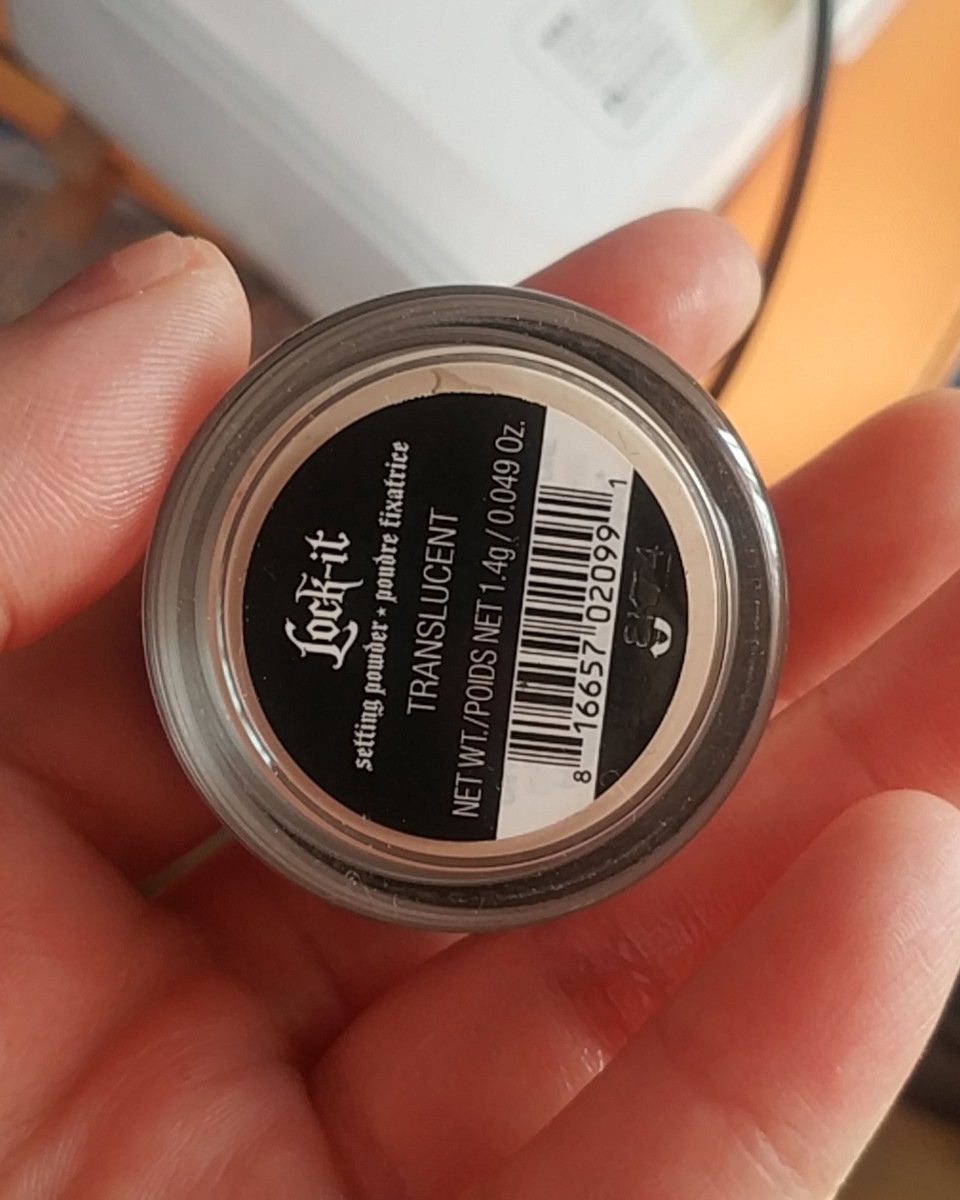 Lock-it
setting powder * poudre fixatrice
TRANSLUCENT
NET WT./POIDS NET 1.4g / 0.049 Oz.
8 16657 02099 1